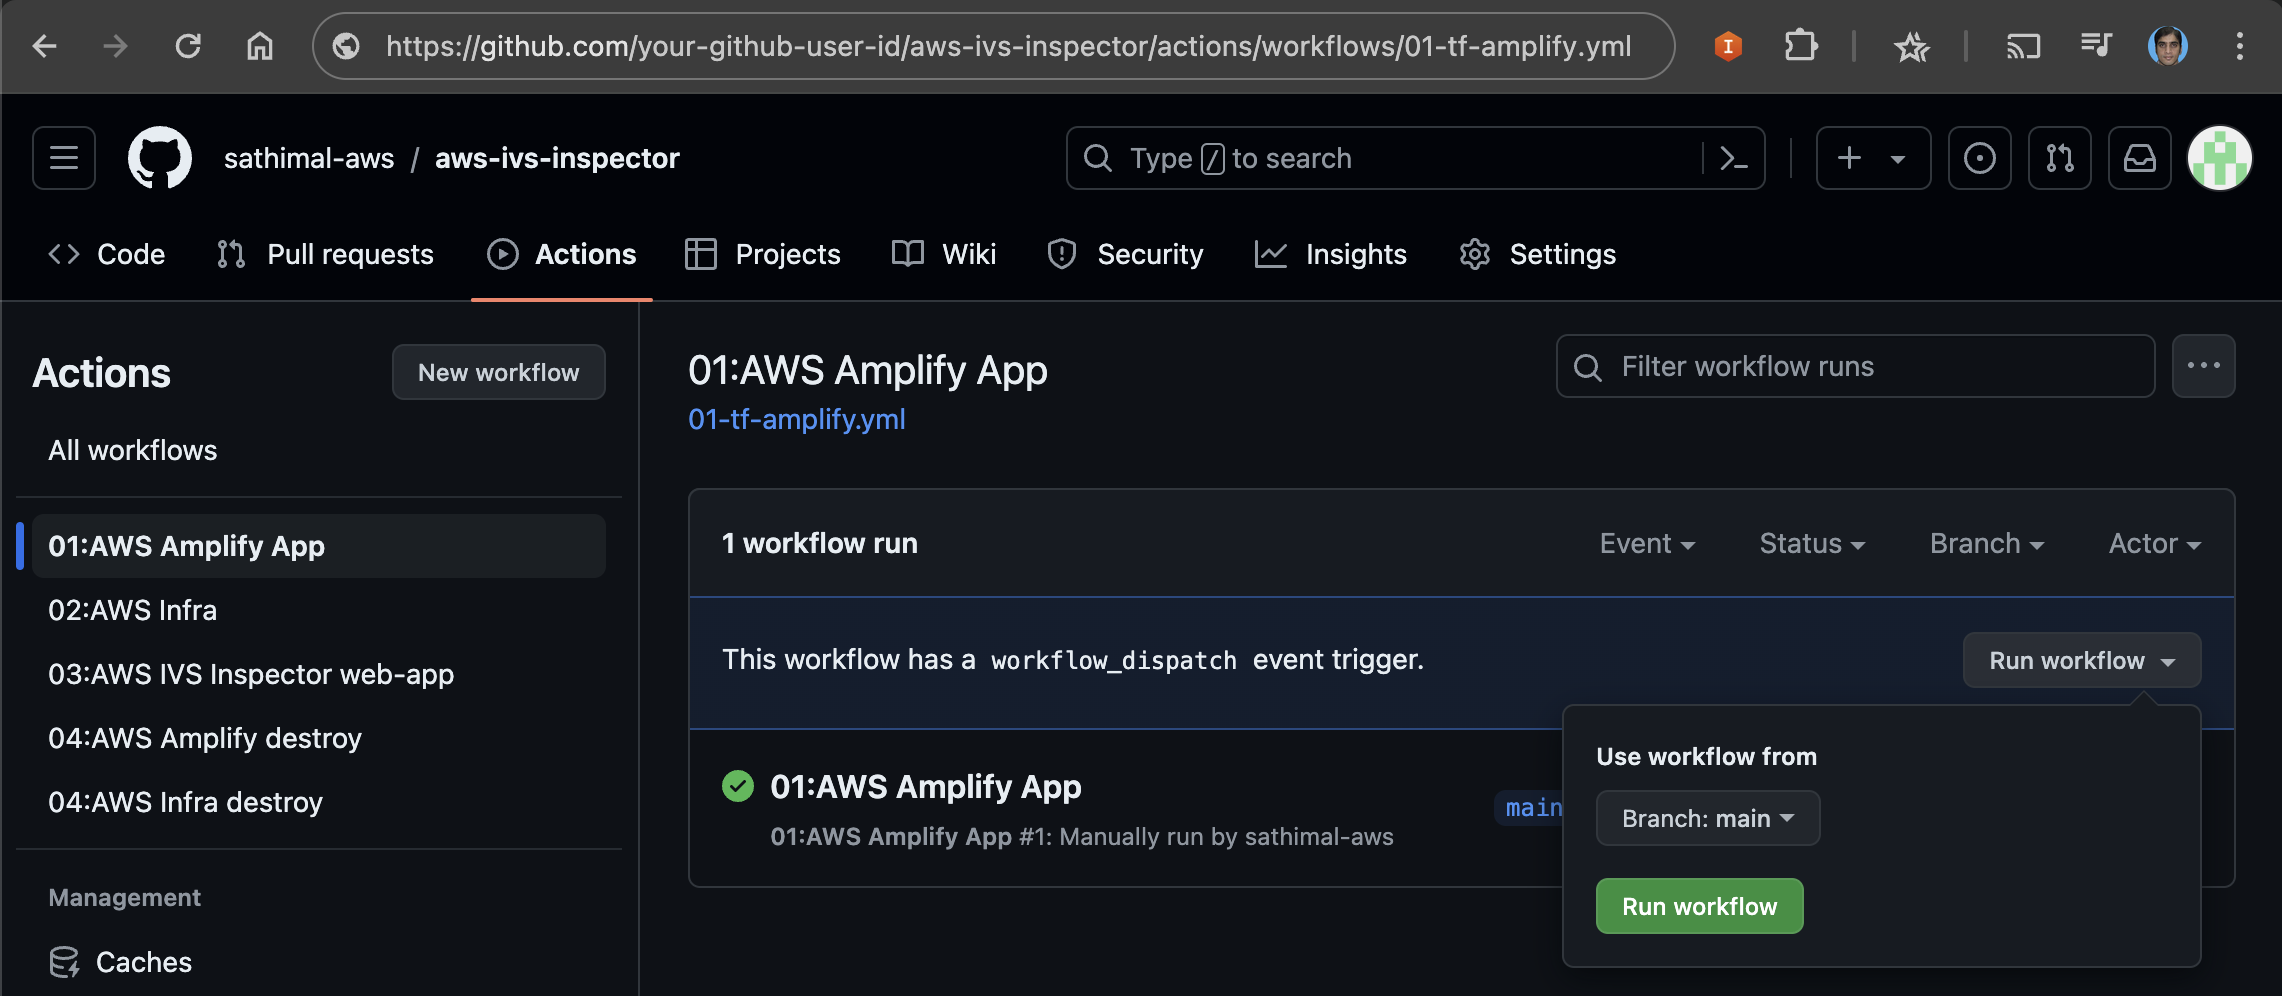 https://github.com/your-github-user-id/aws-ivs-inspector/actions/workflows/01-tf-amplify.yml
sathimal-aws / aws-ivs-inspector
Type / to search
Code
Pull requests
Actions
Projects
Wiki
Security
Insights
Settings
Actions
New workflow
All workflows
01:AWS Amplify App
02:AWS Infra
03:AWS IVS Inspector web-app
04:AWS Amplify destroy
04:AWS Infra destroy
Management
Caches
01:AWS Amplify App
01-tf-amplify.yml
Filter workflow runs
1 workflow run
Event
Status
Branch
Actor
This workflow has a workflow_dispatch event trigger.
Run workflow
01:AWS Amplify App
01:AWS Amplify App #1: Manually run by sathimal-aws
main
Use workflow from
Branch: main
Run workflow